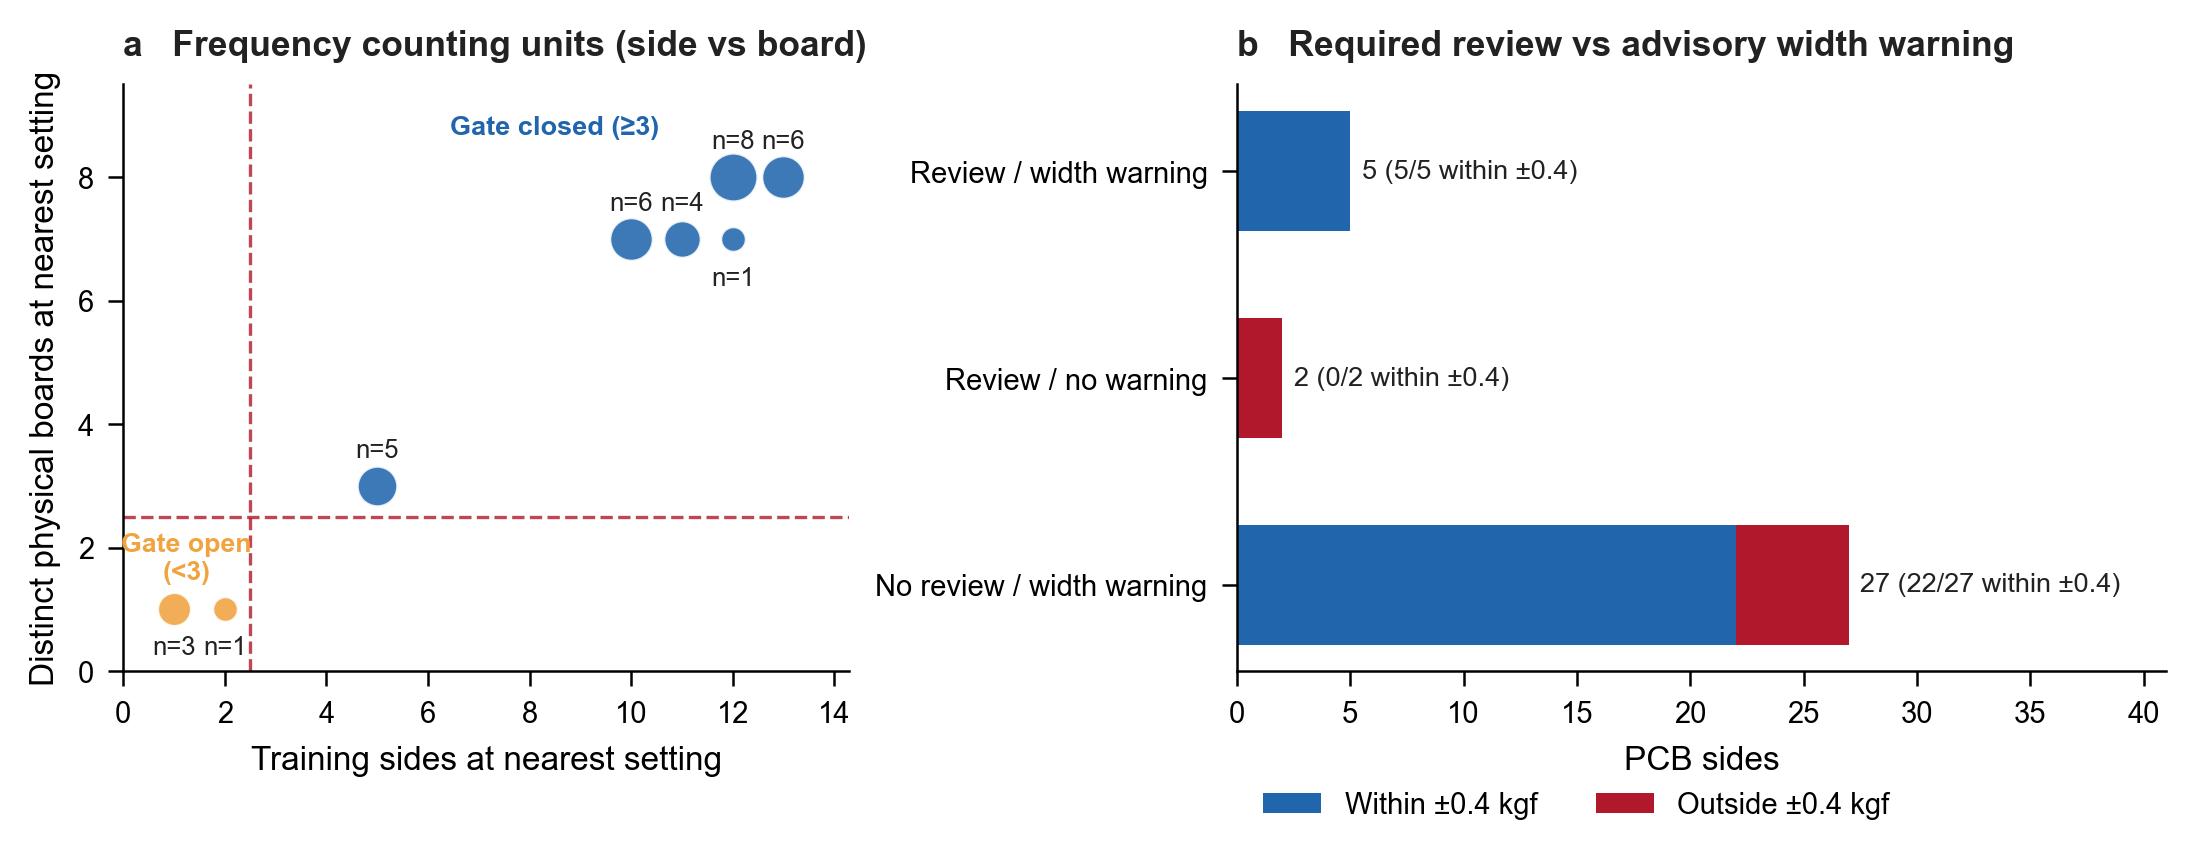 a Frequency counting units (side vs board)
Distinct physical boards at nearest setting
8
6
4
2
0
Gate closed (≥3)
n=8 n=6
n=6 n=4
n=1
n=5
Gate open
(<3)
n=3 n=1
0 2 4 6 8 10 12 14
Training sides at nearest setting
b Required review vs advisory width warning
Review / width warning
5 (5/5 within ±0.4)
Review / no warning
2 (0/2 within ±0.4)
No review / width warning
27 (22/27 within ±0.4)
0 5 10 15 20 25 30 35 40
PCB sides
Within ±0.4 kgf
Outside ±0.4 kgf